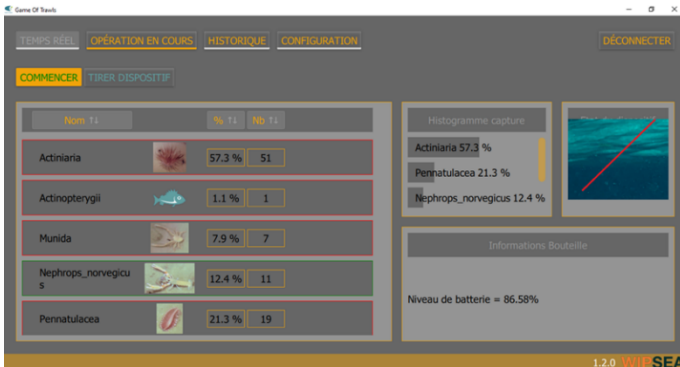 Game Of Trawls
TEMPS RÉEL OPÉRATION EN COURS HISTORIQUE CONFIGURATION DÉCONNECTER
COMMENCER TIRER DISPOSITIF
Nom ↑↓ % ↑↓ Nb ↑↓
Actiniaria 57.3 % 51
Actinopterygii 1.1 % 1
Munida 7.9 % 7
Nephrops_norvegicu
s 12.4 % 11
Pennatulacea 21.3 % 19
Histogramme capture
Actiniaria 57.3 %
Pennatulacea 21.3 %
Nephrops_norvegicus 12.4 %
Informations Bouteille
Niveau de batterie = 86.58%
1.2.0 WIPSEA